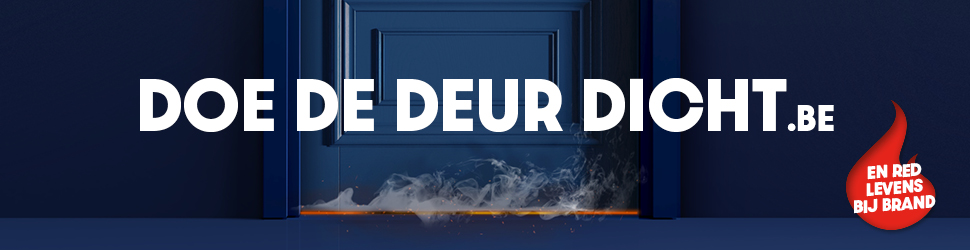 DOE DE DEUR DICHT.BE
EN RED
LEVENS
BIJ BRAND